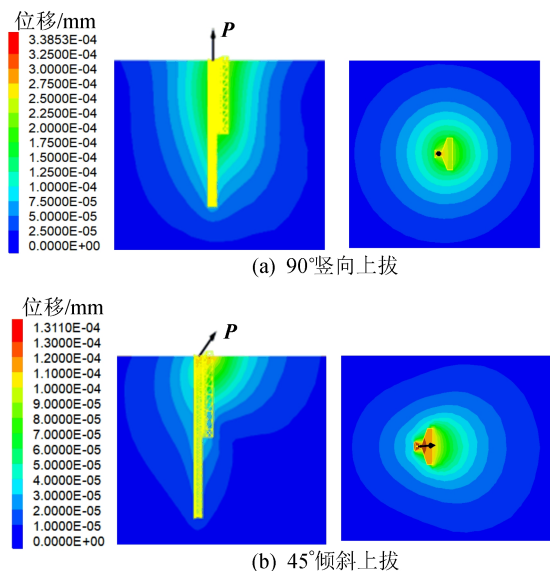 位移/mm
3.3853E-04
3.2500E-04
3.0000E-04
2.7500E-04
2.5000E-04
2.2500E-04
2.0000E-04
1.7500E-04
1.5000E-04
1.2500E-04
1.0000E-04
7.5000E-05
5.0000E-05
2.5000E-05
0.0000E+00
P
(a) 90°竖向上拔
位移/mm
1.3110E-04
1.3000E-04
1.2000E-04
1.1000E-04
1.0000E-04
9.0000E-05
8.0000E-05
7.0000E-05
6.0000E-05
5.0000E-05
4.0000E-05
3.0000E-05
2.0000E-05
1.0000E-05
0.0000E+00
P
(b) 45°倾斜上拔